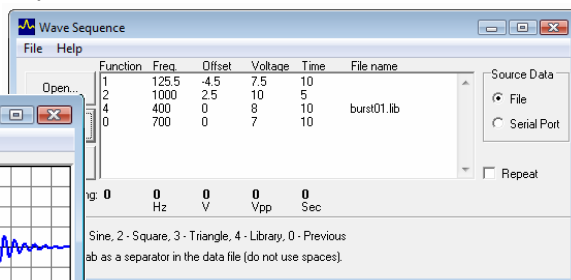 Wave Sequence
File Help
Function Freq. Offset Voltage Time File name
1 125.5 -4.5 7.5 10
2 1000 2.5 10 5
4 400 0 8 10 burst01.lib
0 700 0 7 10
Open...
Source Data
File
Serial Port
Repeat
0 0 0 0 0
Hz V Vpp Sec
Sine, 2 - Square, 3 - Triangle, 4 - Library, 0 - Previous
as a separator in the data file (do not use spaces).